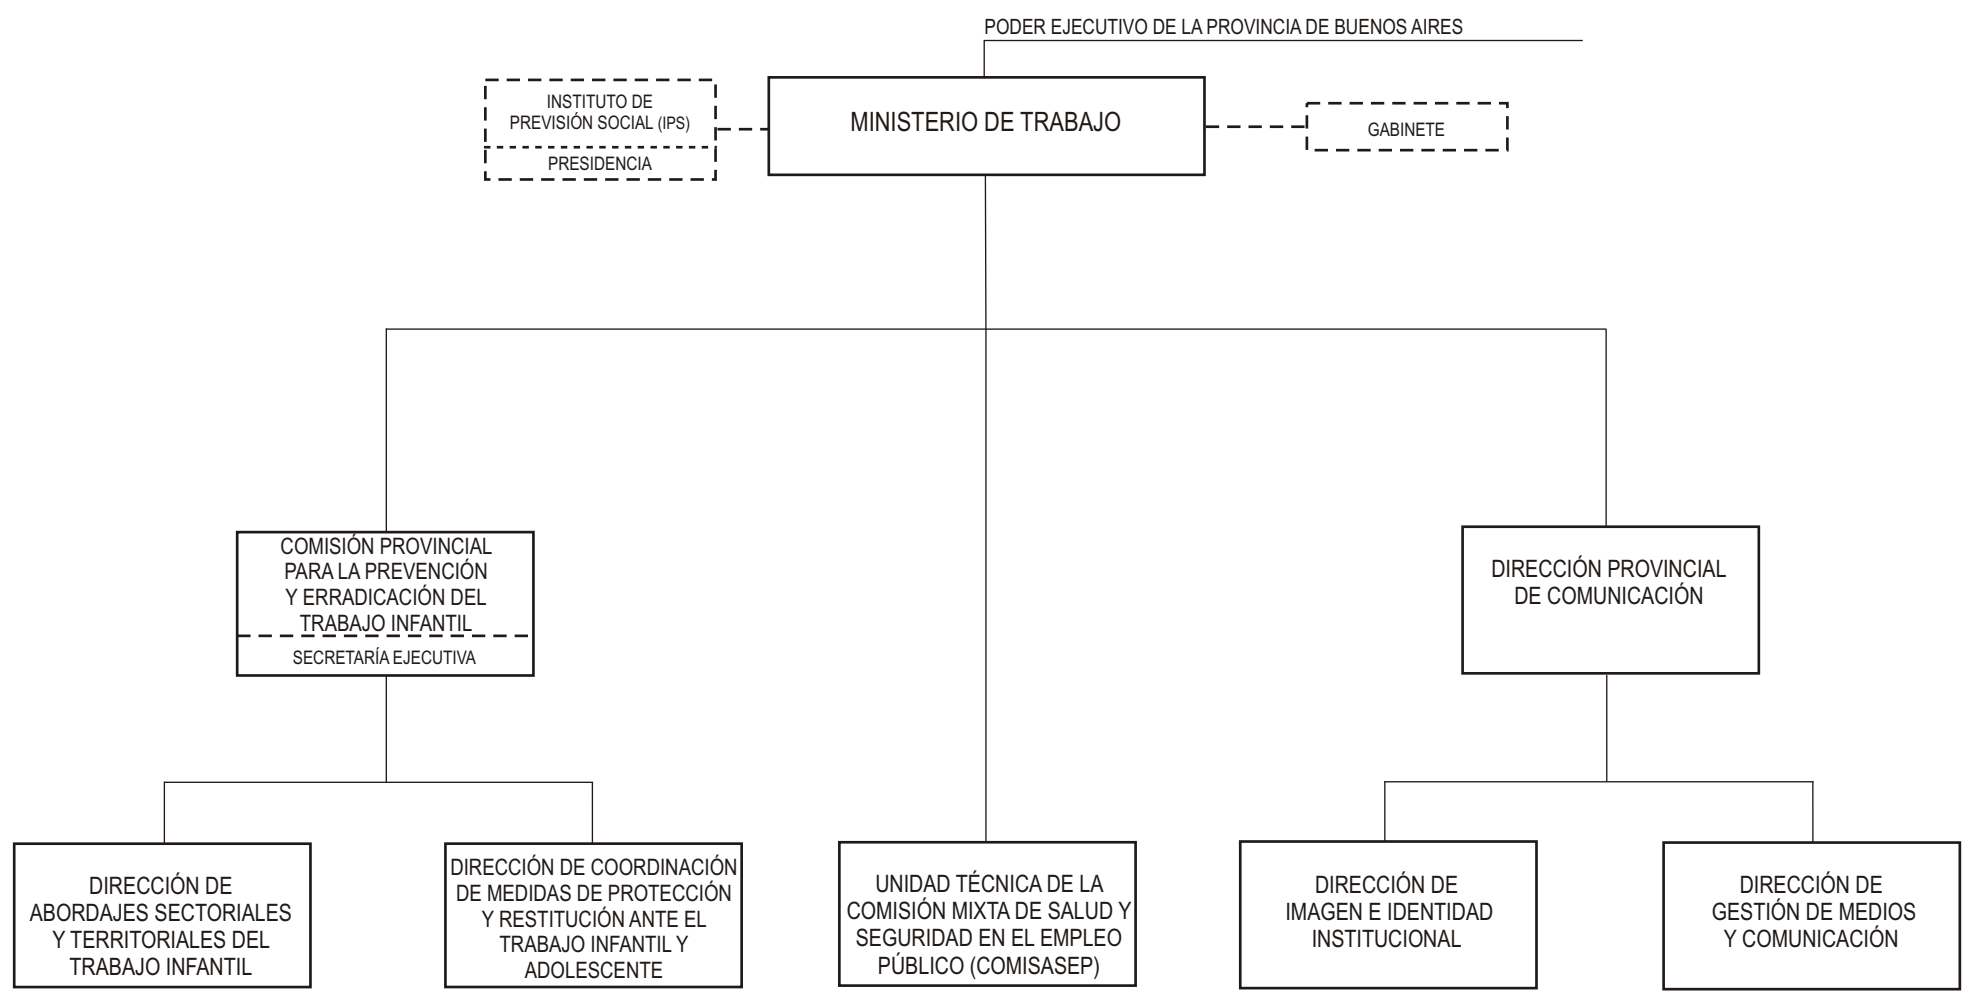 PODER EJECUTIVO DE LA PROVINCIA DE BUENOS AIRES
INSTITUTO DE
PREVISIÓN SOCIAL (IPS)
PRESIDENCIA
MINISTERIO DE TRABAJO
GABINETE
COMISIÓN PROVINCIAL
PARA LA PREVENCIÓN
Y ERRADICACIÓN DEL
TRABAJO INFANTIL
SECRETARÍA EJECUTIVA
DIRECCIÓN PROVINCIAL
DE COMUNICACIÓN
DIRECCIÓN DE
ABORDAJES SECTORIALES
Y TERRITORIALES DEL
TRABAJO INFANTIL
DIRECCIÓN DE COORDINACIÓN
DE MEDIDAS DE PROTECCIÓN
Y RESTITUCIÓN ANTE EL
TRABAJO INFANTIL Y
ADOLESCENTE
UNIDAD TÉCNICA DE LA
COMISIÓN MIXTA DE SALUD Y
SEGURIDAD EN EL EMPLEO
PÚBLICO (COMISASEP)
DIRECCIÓN DE
IMAGEN E IDENTIDAD
INSTITUCIONAL
DIRECCIÓN DE
GESTIÓN DE MEDIOS
Y COMUNICACIÓN